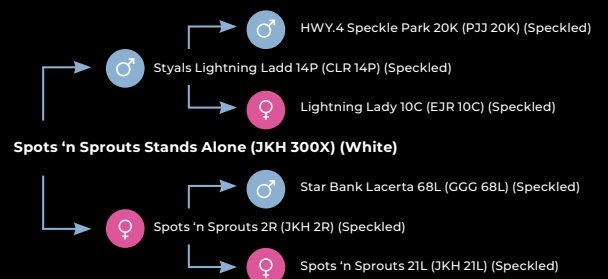 HWY.4 Speckle Park 20K (PJJ 20K) (Speckled)
Styals Lightning Ladd 14P (CLR 14P) (Speckled)
Lightning Lady 10C (EJR 10C) (Speckled)
Spots ‘n Sprouts Stands Alone (JKH 300X) (White)
Star Bank Lacerta 68L (GGG 68L) (Speckled)
Spots ‘n Sprouts 2R (JKH 2R) (Speckled)
Spots ‘n Sprouts 21L (JKH 21L) (Speckled)